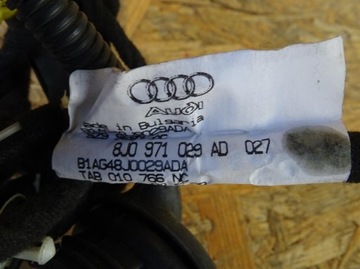 Audi
Made in Bulgaria
8J0 971 029 AD 027
B1AG48J0029ADA
TAB 010 766 NC